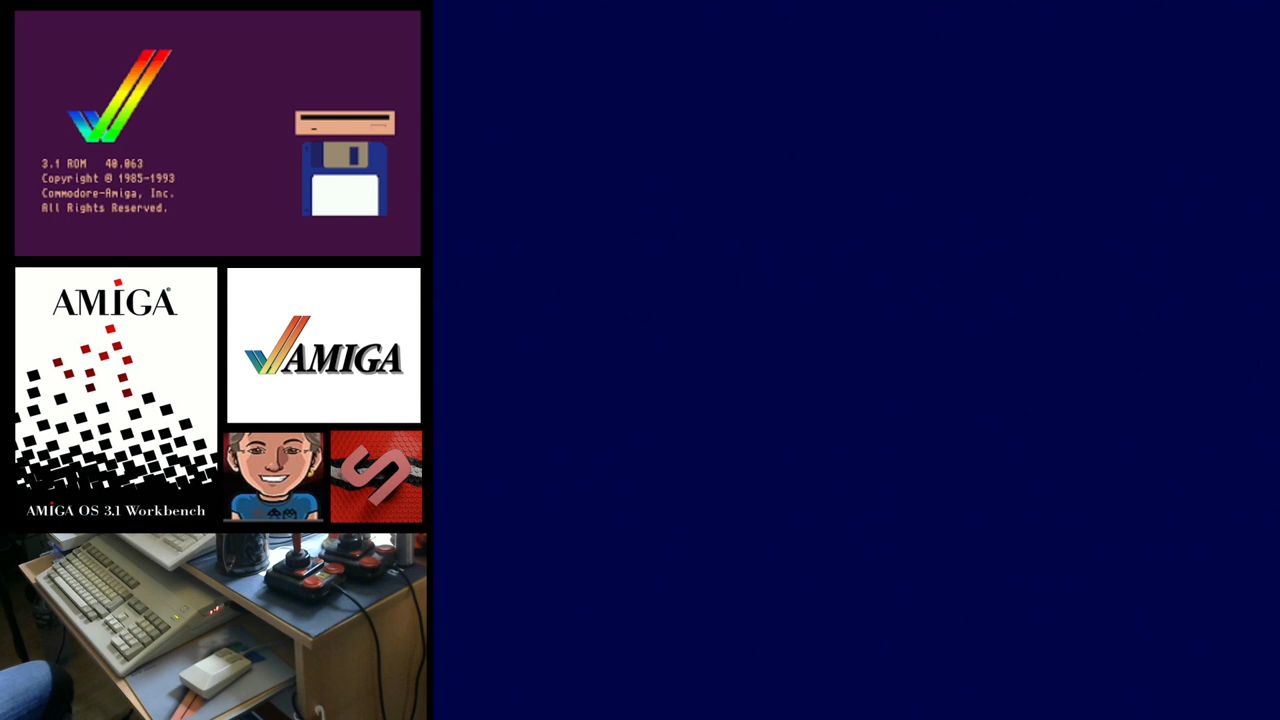 3.1 ROM 40.063
Copyright © 1985-1993
Commodore-Amiga, Inc.
All Rights Reserved.
AMiGA®
AMIGA
AMiGA OS 3.1 Workbench